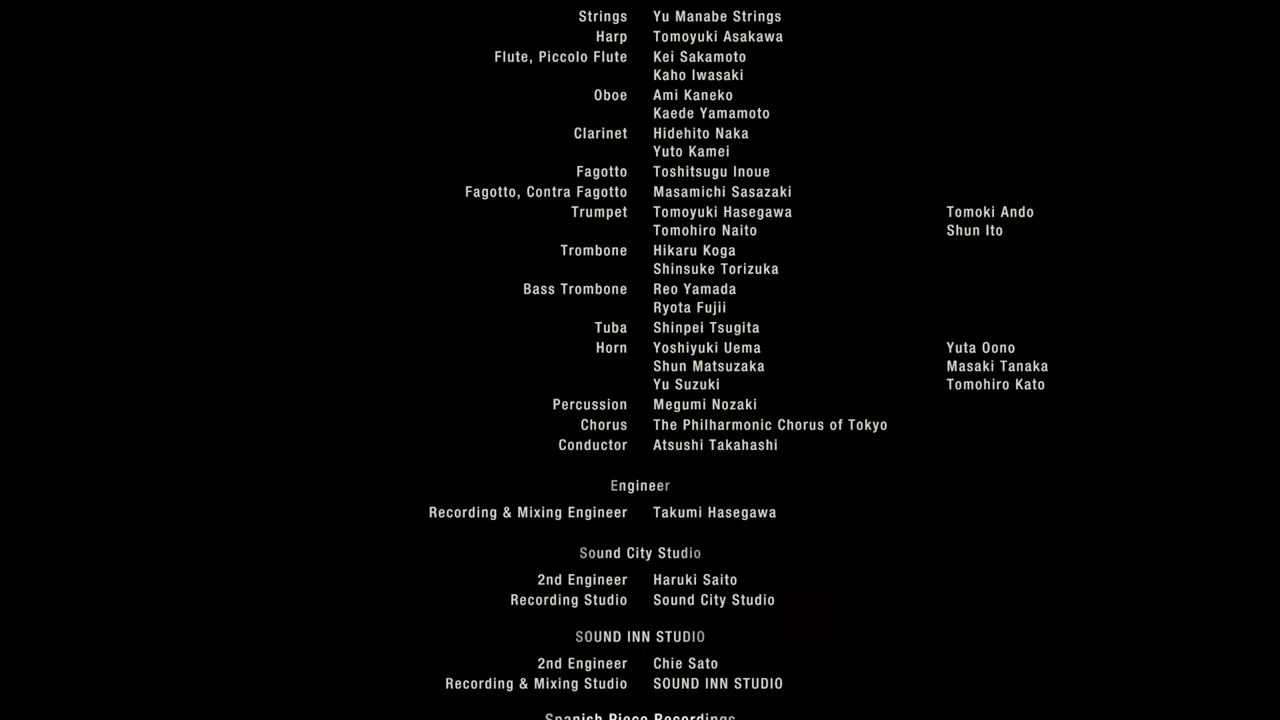 Strings Yu Manabe Strings
Harp Tomoyuki Asakawa
Flute, Piccolo Flute Kei Sakamoto
Kaho Iwasaki
Oboe Ami Kaneko
Kaede Yamamoto
Clarinet Hidehito Naka
Yuto Kamei
Fagotto Toshitsugu Inoue
Fagotto, Contra Fagotto Masamichi Sasazaki
Trumpet Tomoyuki Hasegawa Tomoki Ando
Tomohiro Naito Shun Ito
Trombone Hikaru Koga
Shinsuke Torizuka
Bass Trombone Reo Yamada
Ryota Fujii
Tuba Shinpei Tsugita
Horn Yoshiyuki Uema Yuta Oono
Shun Matsuzaka Masaki Tanaka
Yu Suzuki Tomohiro Kato
Percussion Megumi Nozaki
Chorus The Philharmonic Chorus of Tokyo
Conductor Atsushi Takahashi
Engineer
Recording & Mixing Engineer Takumi Hasegawa
Sound City Studio
2nd Engineer Haruki Saito
Recording Studio Sound City Studio
SOUND INN STUDIO
2nd Engineer Chie Sato
Recording & Mixing Studio SOUND INN STUDIO
Spanish Piece Recordings